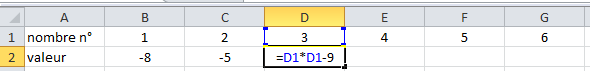 A B C D E F G
1 nombre n° 1 2 3 4 5 6
2 valeur -8 -5 =D1*D1-9